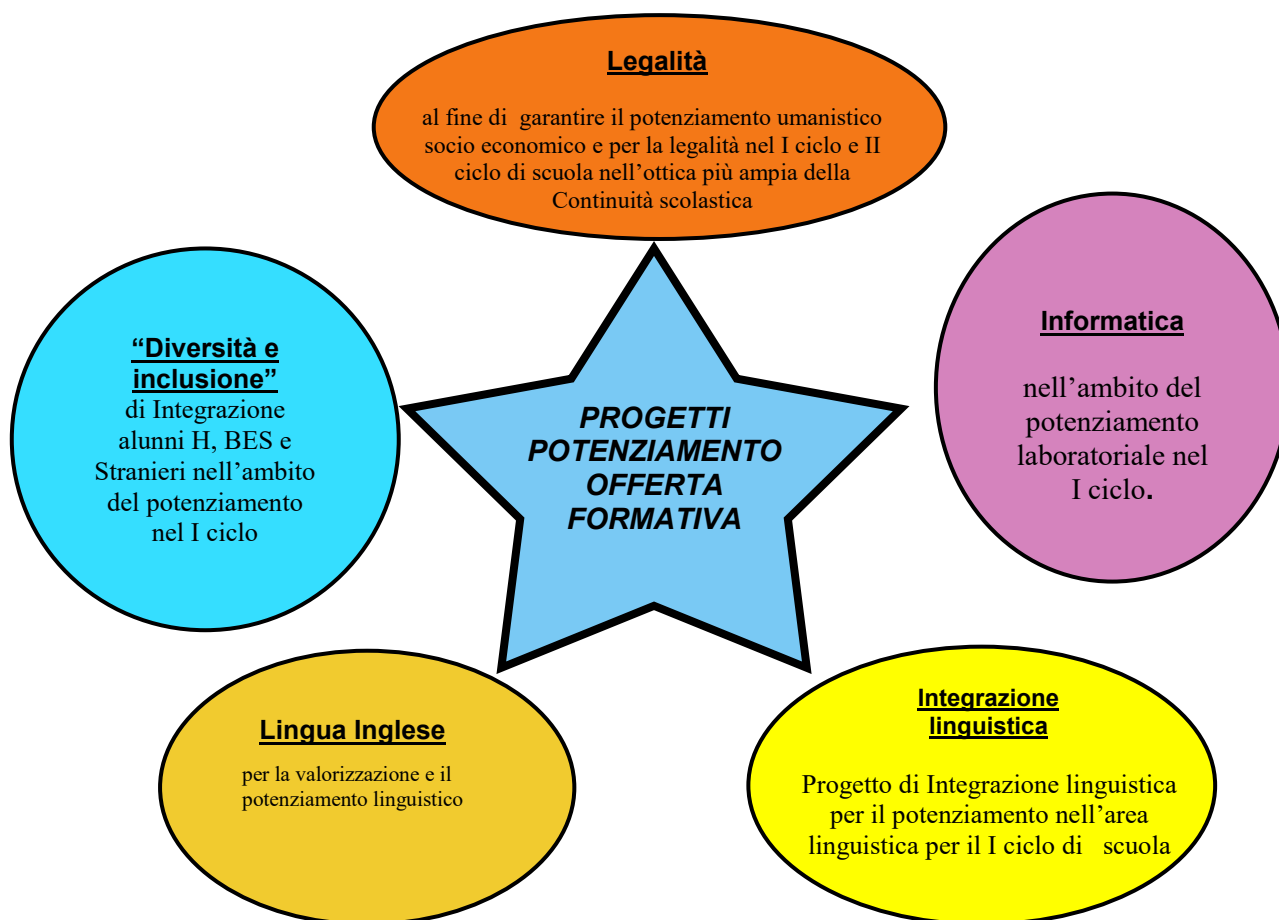 Legalità
al fine di garantire il potenziamento umanistico
socio economico e per la legalità nel I ciclo e II
ciclo di scuola nell’ottica più ampia della
Continuità scolastica
“Diversità e
inclusione”
di Integrazione
alunni H, BES e
Stranieri nell’ambito
del potenziamento
nel I ciclo
PROGETTI
POTENZIAMENTO
OFFERTA
FORMATIVA
Informatica
nell’ambito del
potenziamento
laboratoriale nel
I ciclo.
Lingua Inglese
per la valorizzazione e il
potenziamento linguistico
Integrazione
linguistica
Progetto di Integrazione linguistica
per il potenziamento nell’area
linguistica per il I ciclo di scuola